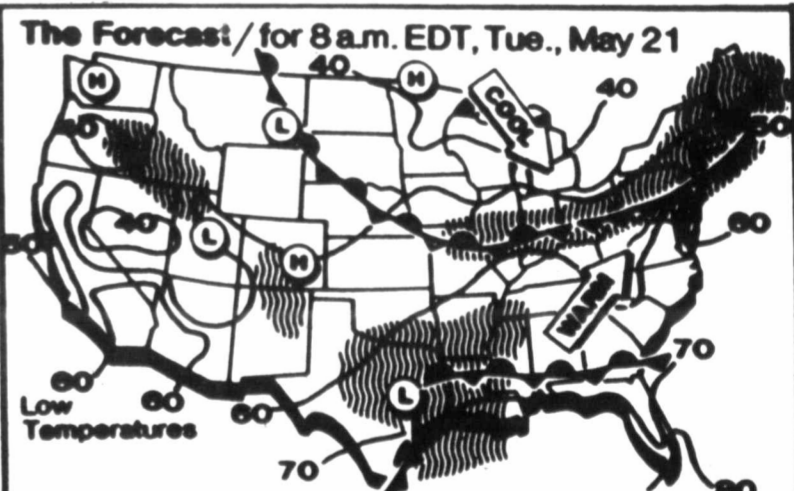 The Forecast / for 8 a.m. EDT, Tue., May 21
H
40
H
COOL
40
L
50
40
L
H
60
WARM
70
60
60
60
70
Low
Temperatures
L